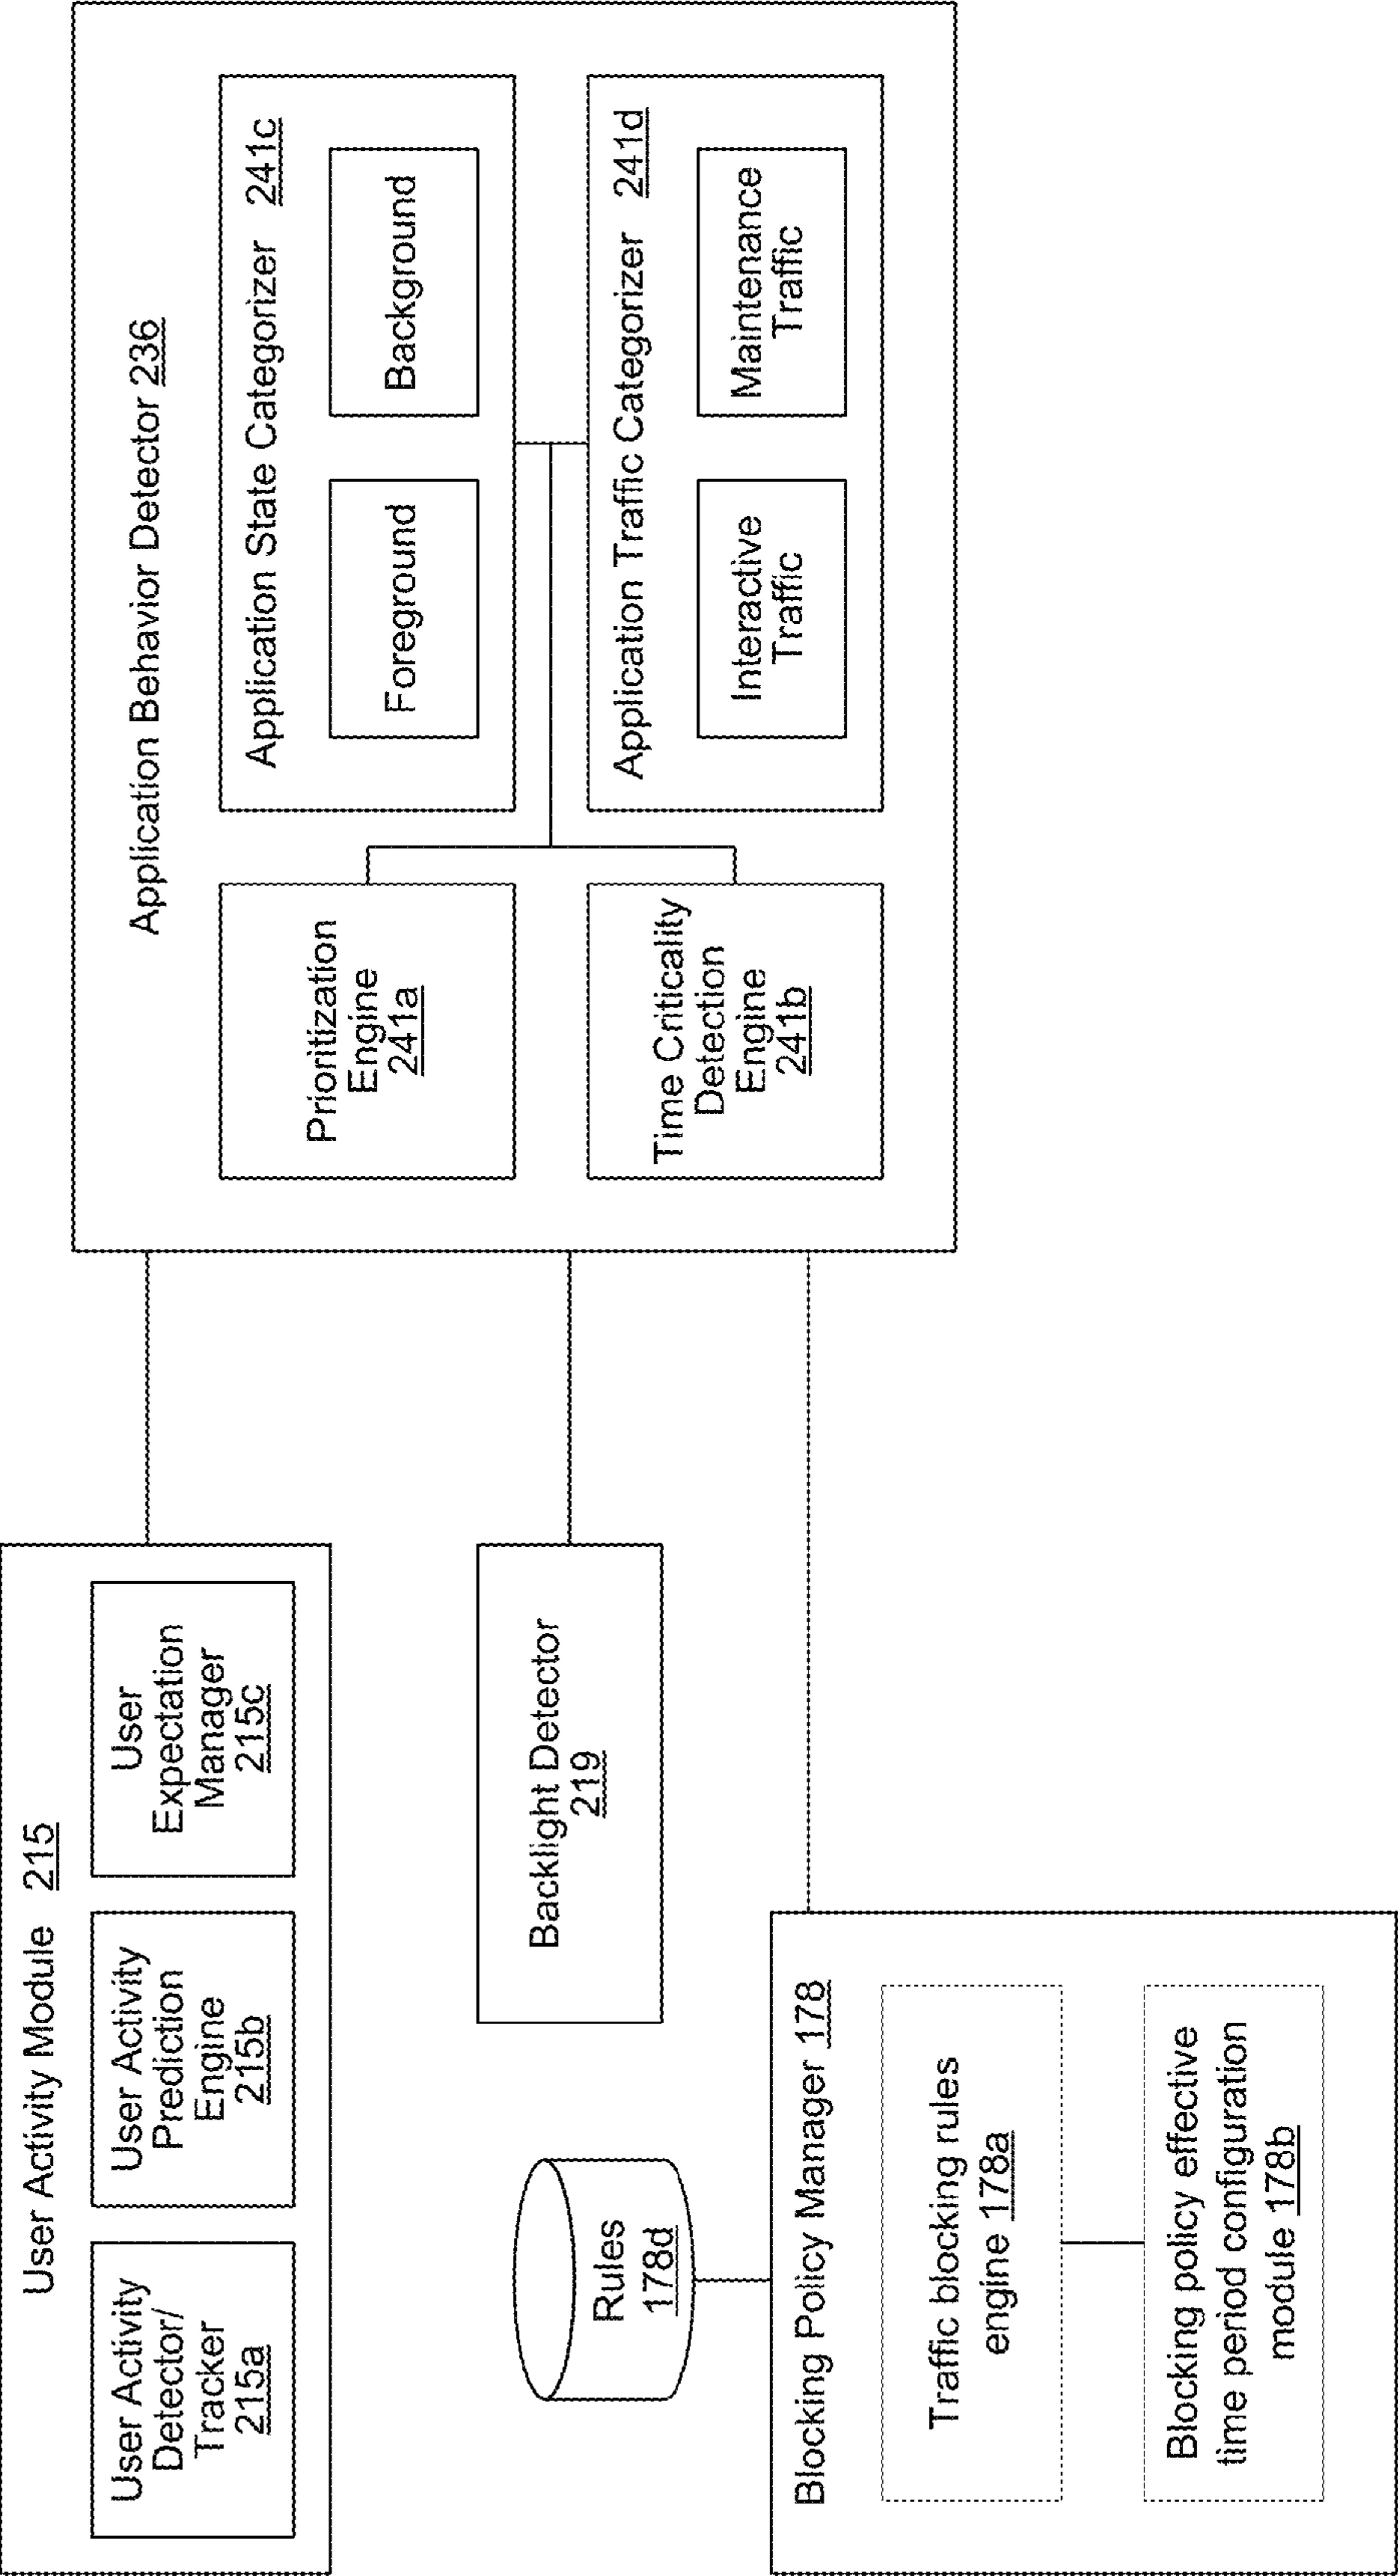 User Activity Module 215
User Activity
Detector/
Tracker
215a
User Activity
Prediction
Engine
215b
User
Expectation
Manager
215c
Rules
178d
Backlight Detector
219
Blocking Policy Manager 178
Traffic blocking rules
engine 178a
Blocking policy effective
time period configuration
module 178b
Application Behavior Detector 236
Prioritization
Engine
241a
Time Criticality
Detection
Engine
241b
Application State Categorizer 241c
Foreground
Background
Application Traffic Categorizer 241d
Interactive
Traffic
Maintenance
Traffic